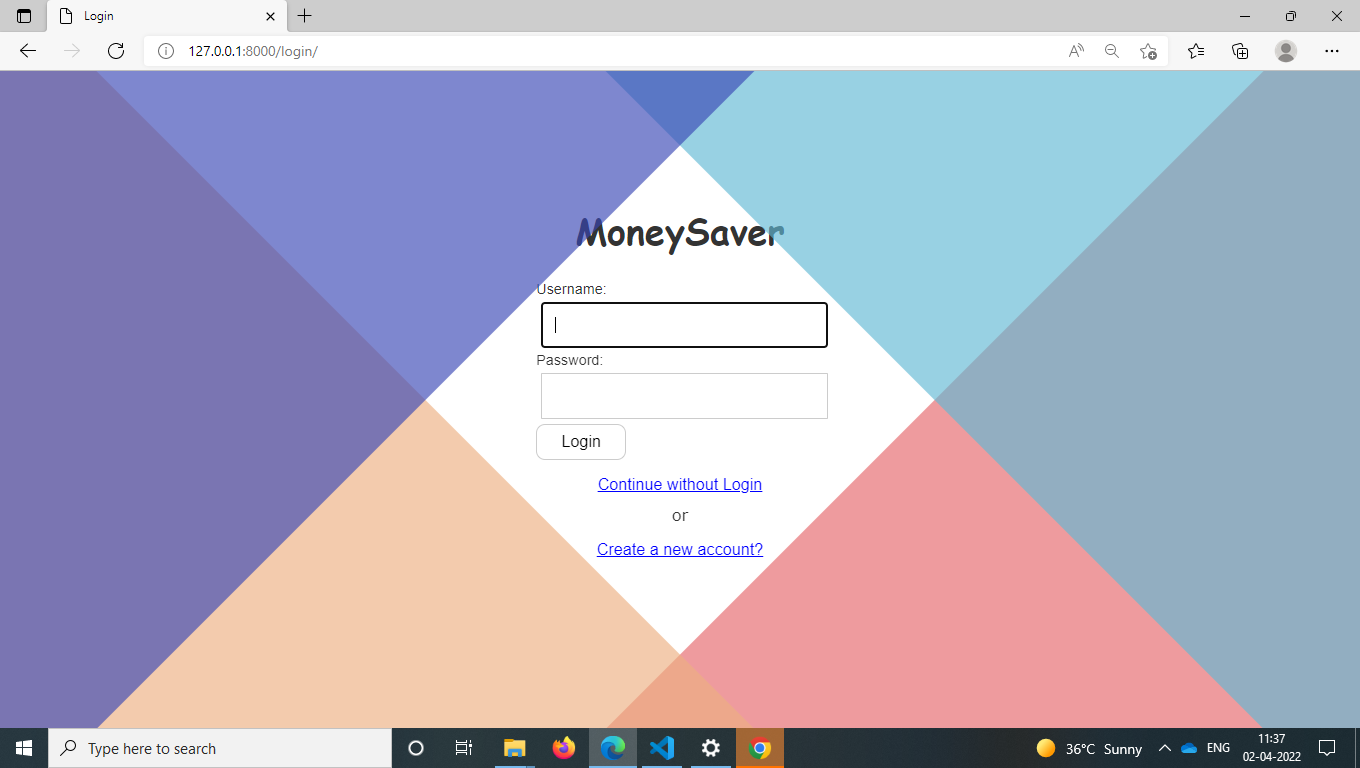 Login
127.0.0.1:8000/login/
MoneySaver
Username:
Password:
Login
Continue without Login
or
Create a new account?
Type here to search
36°C Sunny
ENG
11:37
02-04-2022